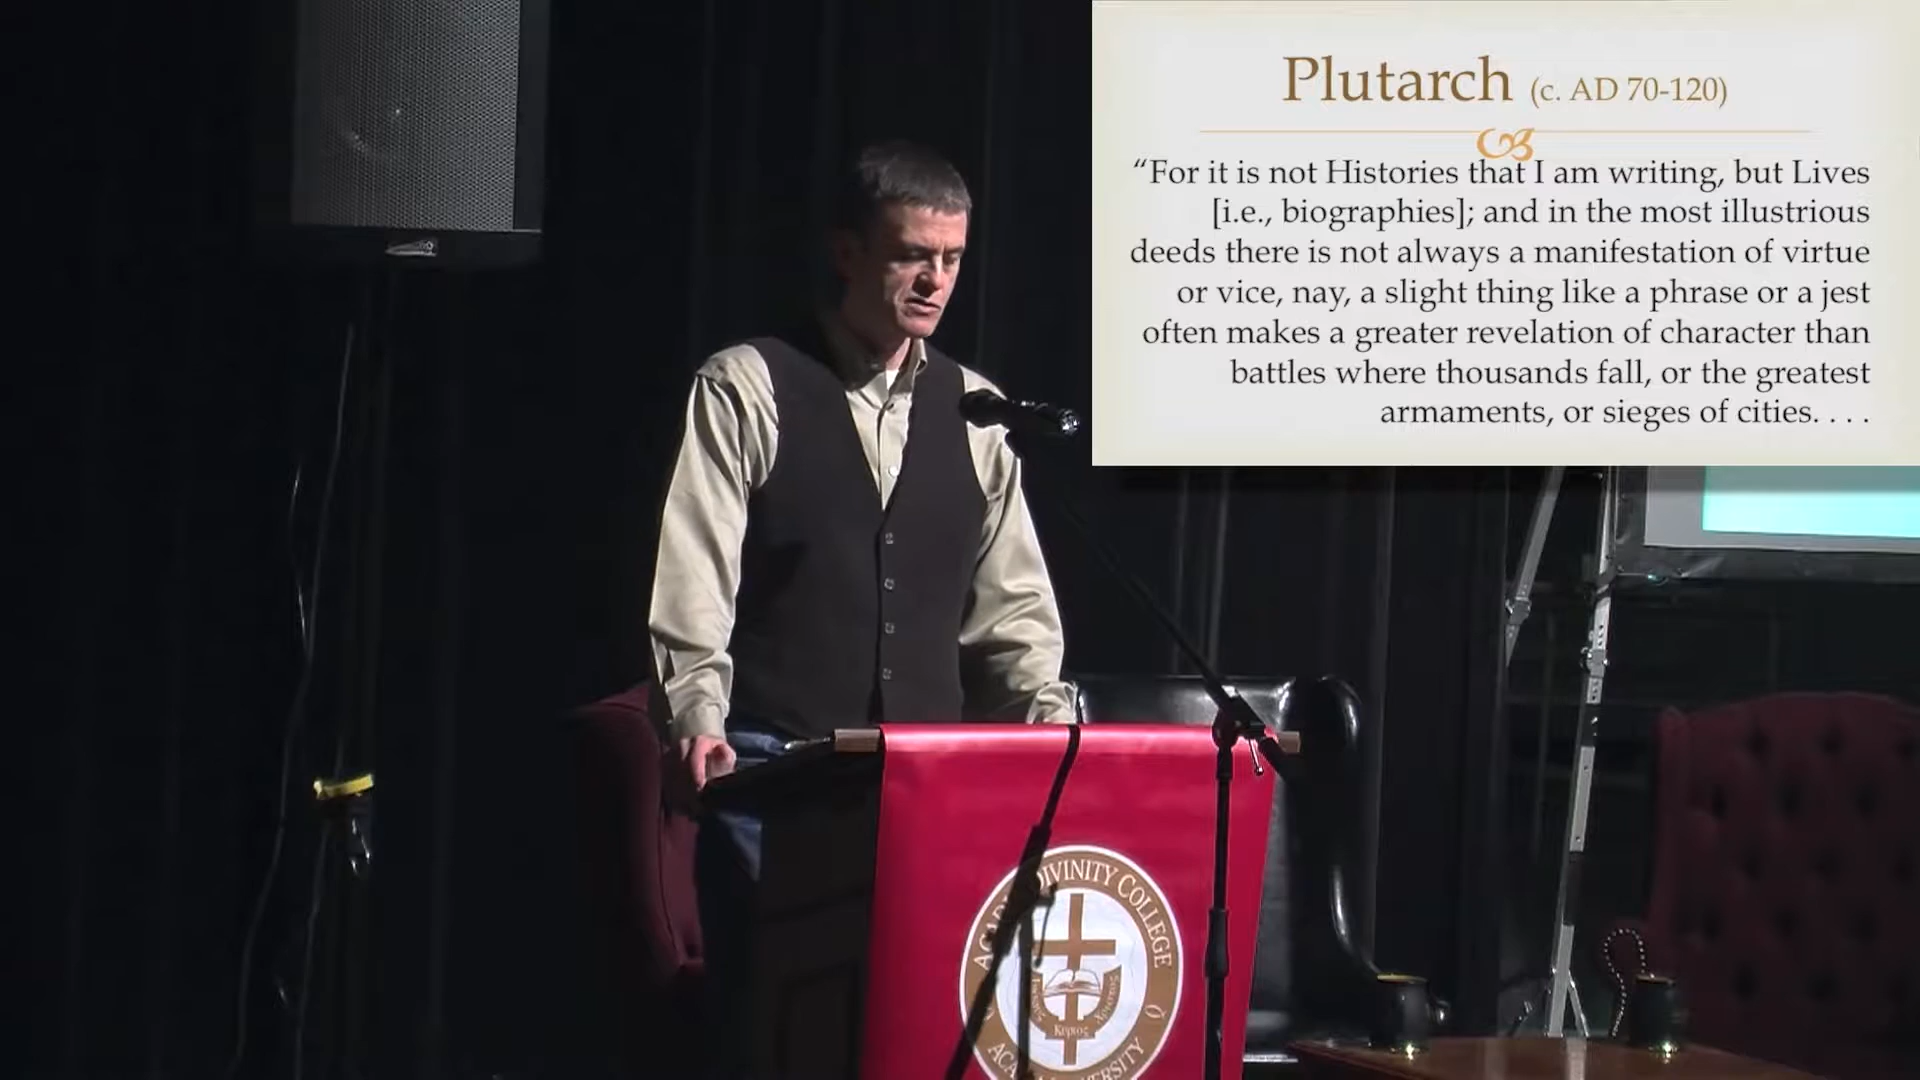 Plutarch (c. AD 70-120)
“For it is not Histories that I am writing, but Lives
[i.e., biographies]; and in the most illustrious
deeds there is not always a manifestation of virtue
or vice, nay, a slight thing like a phrase or a jest
often makes a greater revelation of character than
battles where thousands fall, or the greatest
armaments, or sieges of cities. . . .
DIVINITY COLLEGE
Κύριος
Χριστός